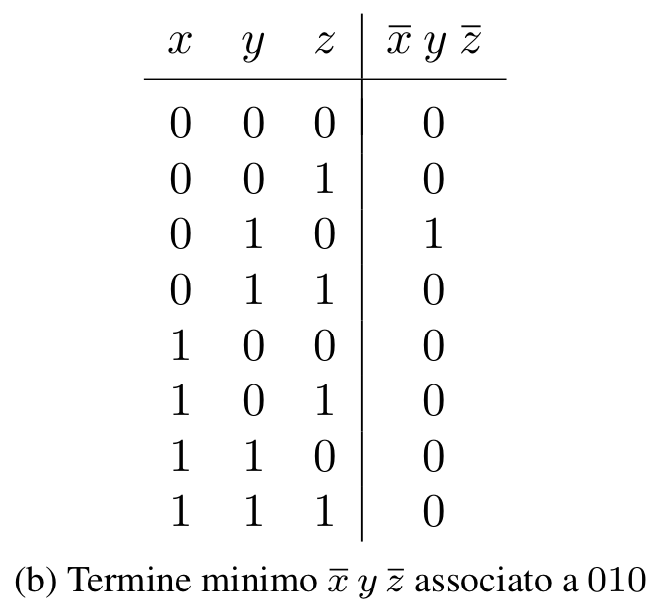 x y z x̅ y z̅
0 0 0 0
0 0 1 0
0 1 0 1
0 1 1 0
1 0 0 0
1 0 1 0
1 1 0 0
1 1 1 0
(b) Termine minimo x̅ y z̅ associato a 010